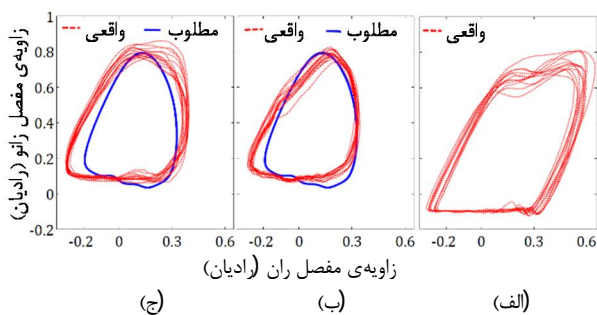 واقعی مطلوب
واقعی مطلوب
واقعی
زاویه‌ی مفصل زانو (رادیان)
1
0.8
0.6
0.4
0.2
0
-0.2
-0.2 0 0.3 0.6
-0.2 0 0.3 0.6
-0.2 0 0.3 0.6
زاویه‌ی مفصل ران (رادیان)
(الف) (ب) (ج)